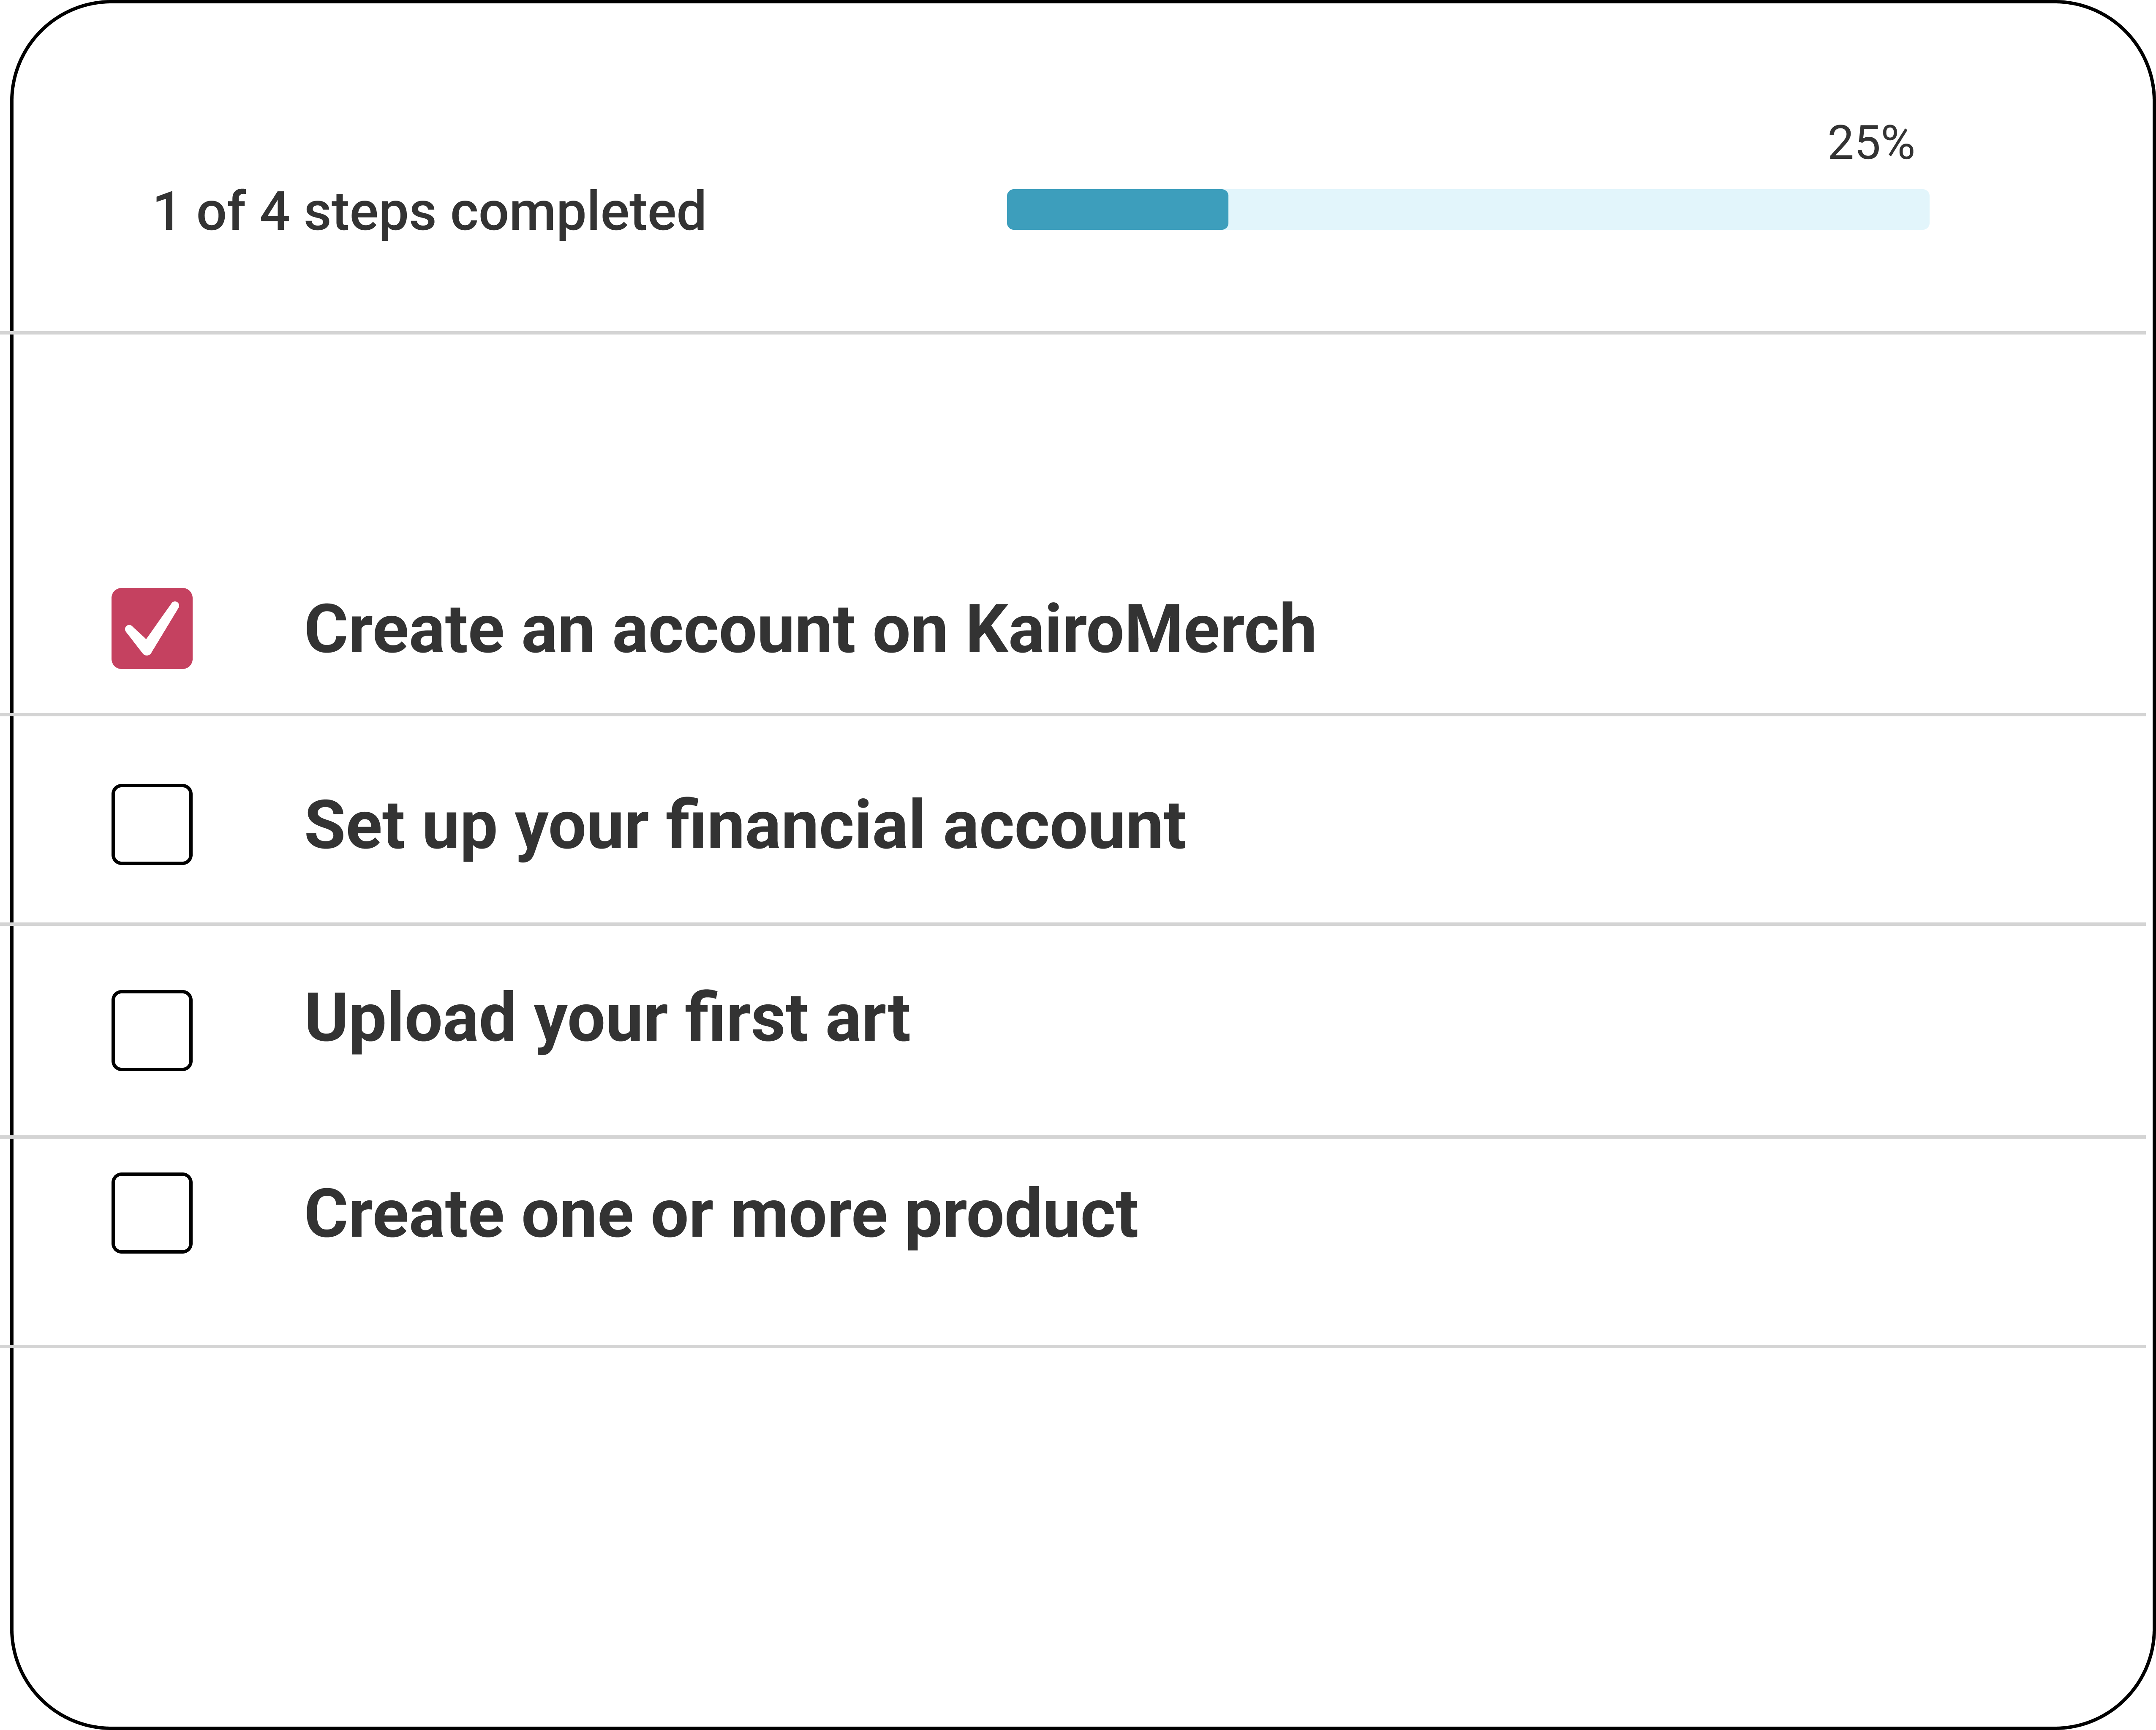 25%
1 of 4 steps completed
Create an account on KairoMerch
Set up your financial account
Upload your first art
Create one or more product